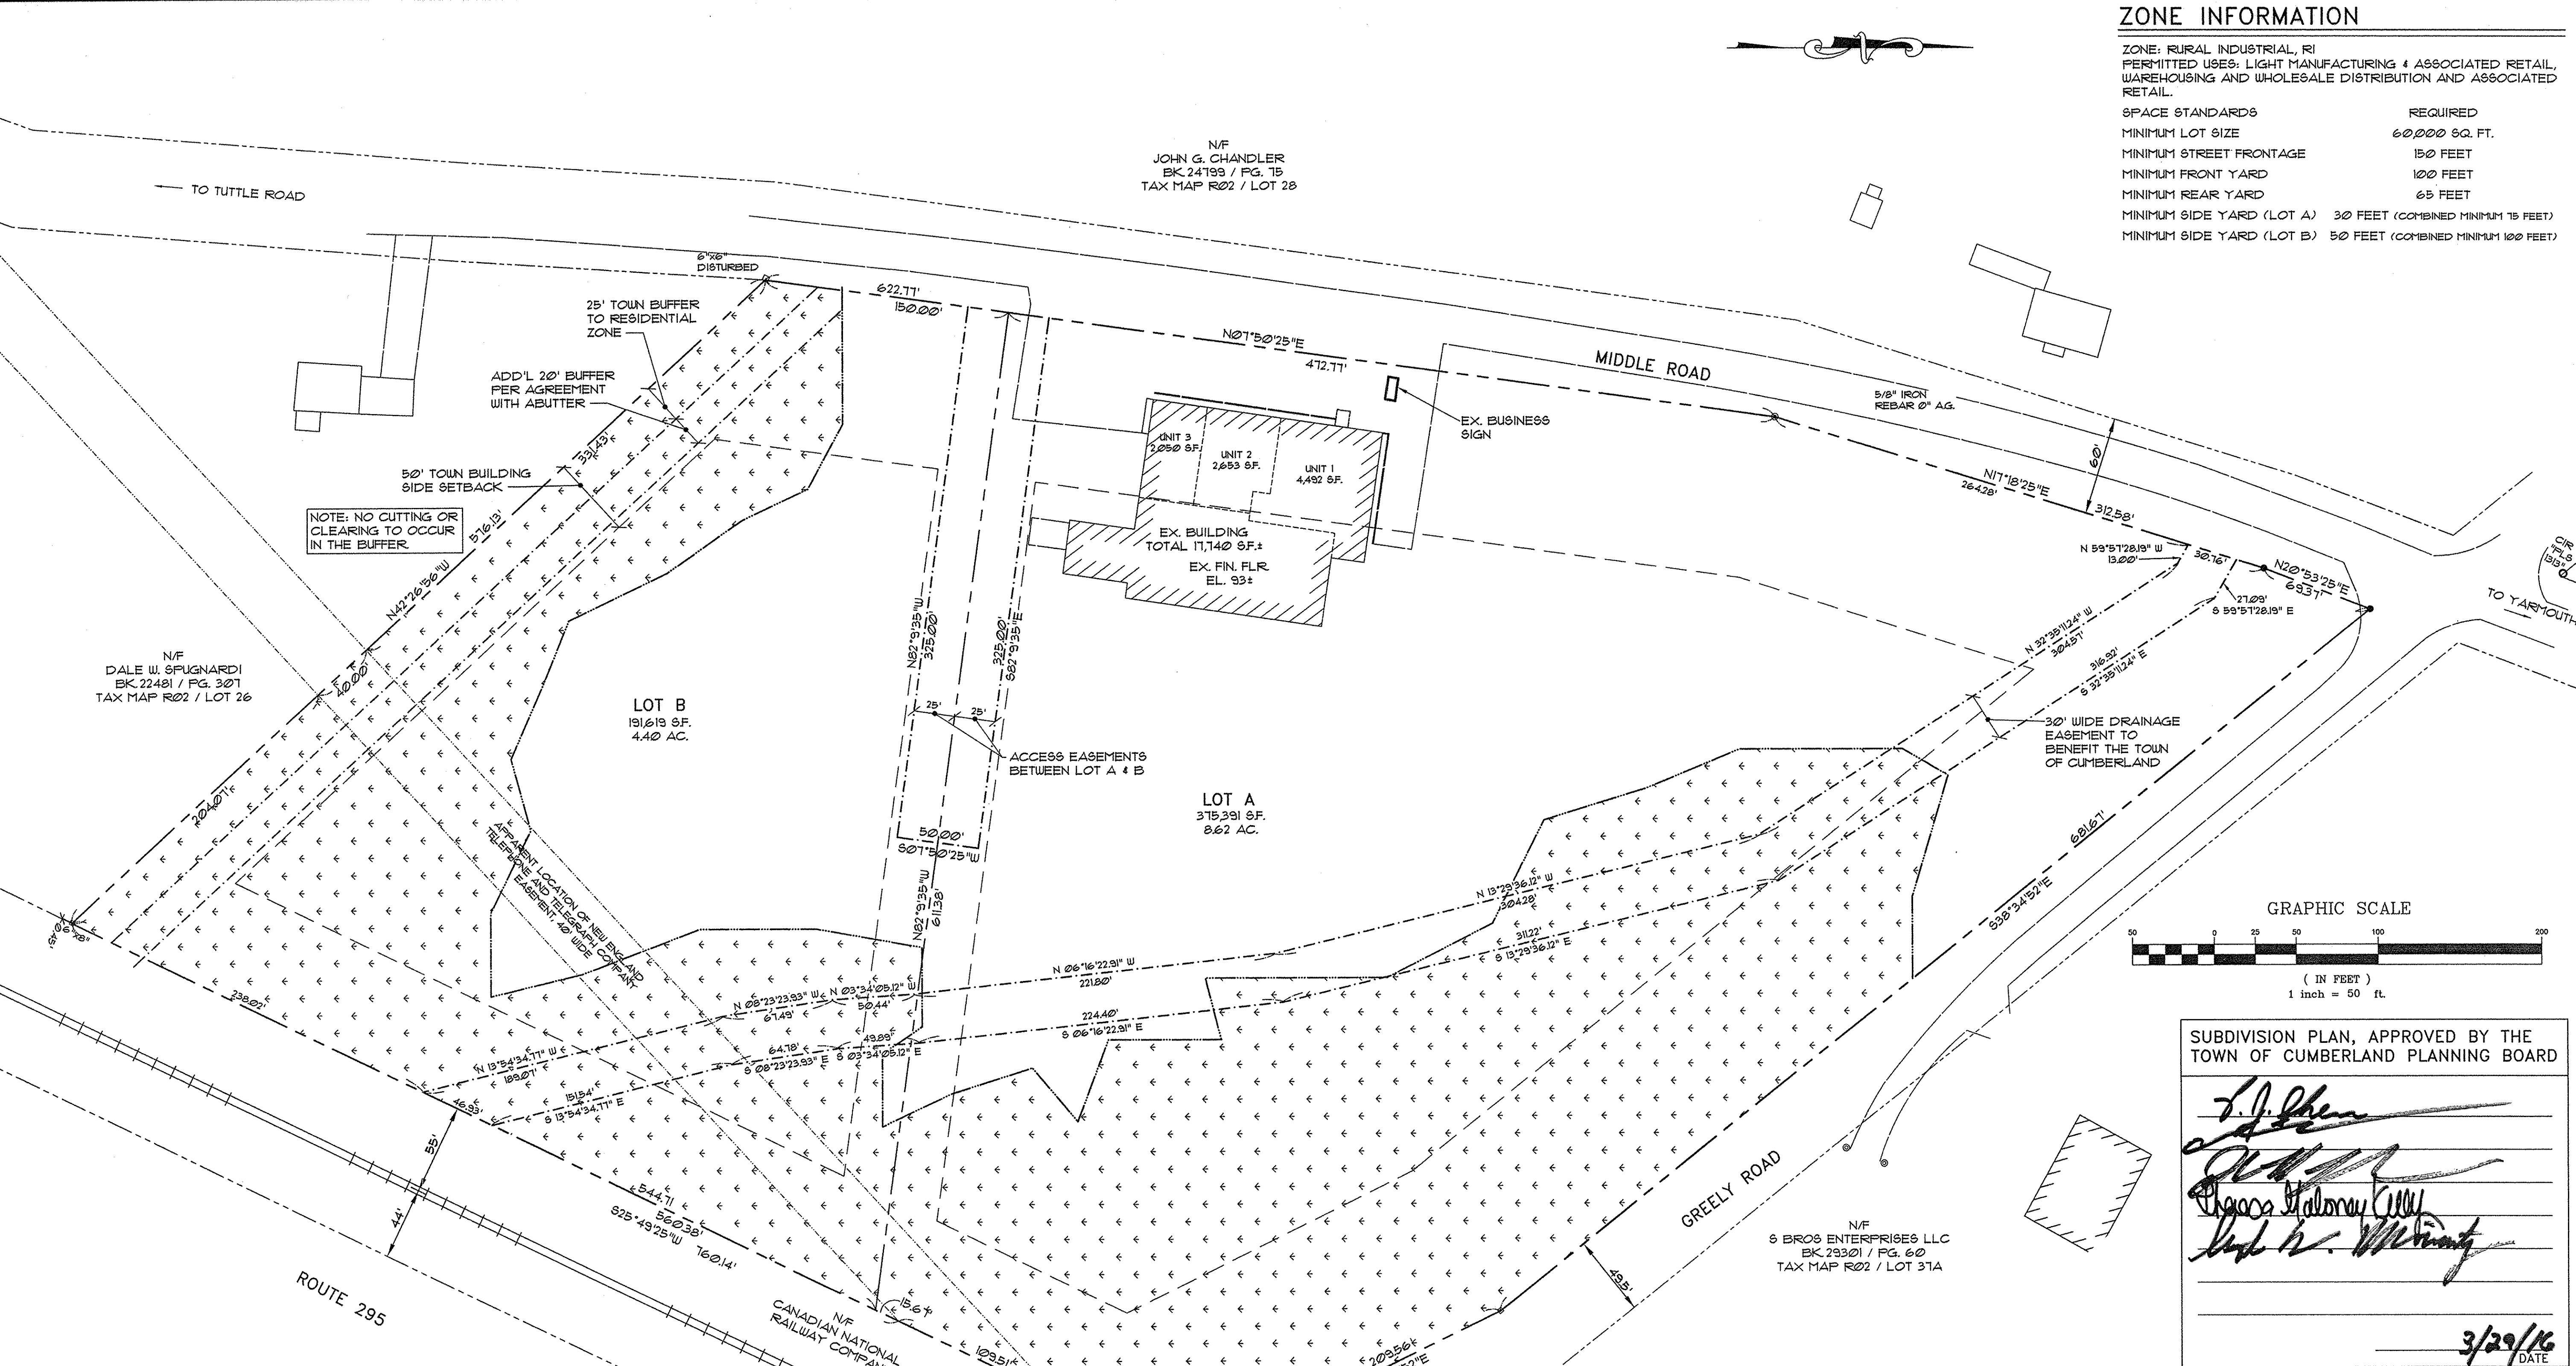 ZONE INFORMATION
ZONE: RURAL INDUSTRIAL, RI
PERMITTED USES: LIGHT MANUFACTURING & ASSOCIATED RETAIL,
WAREHOUSING AND WHOLESALE DISTRIBUTION AND ASSOCIATED
RETAIL.
SPACE STANDARDS REQUIRED
MINIMUM LOT SIZE 60,000 SQ. FT.
MINIMUM STREET FRONTAGE 150 FEET
MINIMUM FRONT YARD 100 FEET
MINIMUM REAR YARD 65 FEET
MINIMUM SIDE YARD (LOT A) 30 FEET (COMBINED MINIMUM 75 FEET)
MINIMUM SIDE YARD (LOT B) 50 FEET (COMBINED MINIMUM 100 FEET)
N/F
JOHN G. CHANDLER
BK.24799 / PG. 75
TAX MAP R02 / LOT 28
TO TUTTLE ROAD
6"x6"
DISTURBED
25' TOWN BUFFER
TO RESIDENTIAL
ZONE
622.77'
150.00'
N07°50'25"E
472.77'
MIDDLE ROAD
5/8" IRON
REBAR 0" A.G.
ADD'L 20' BUFFER
PER AGREEMENT
WITH ABUTTER
EX. BUSINESS
SIGN
UNIT 3
2,050 S.F.
UNIT 2
2,653 S.F.
UNIT 1
4,492 S.F.
331.43'
60'
N17°18'25"E
264.28'
312.58'
50' TOWN BUILDING
SIDE SETBACK
NOTE: NO CUTTING OR
CLEARING TO OCCUR
IN THE BUFFER
576.13'
N42°26'56"W
EX. BUILDING
TOTAL 17,740 S.F.±
EX. FIN. FLR.
EL. 93±
N 59°57'28.19" W
13.00'
30.76'
N20°53'25"E
69.37'
27.09'
S 59°57'28.19" E
CIR
"PLS
1313"
TO YARMOUTH
N82°9'35"W
325.00'
325.00'
S82°9'35"E
N 32°35'11.24" W
304.57'
316.92'
S 32°35'11.24" E
N/F
DALE W. SPUGNARDI
BK.22481 / PG. 307
TAX MAP R02 / LOT 26
40.00'
LOT B
191,619 S.F.
4.40 AC.
25' 25'
ACCESS EASEMENTS
BETWEEN LOT A & B
30' WIDE DRAINAGE
EASEMENT TO
BENEFIT THE TOWN
OF CUMBERLAND
204.07'
LOT A
375,391 S.F.
8.62 AC.
50.00'
S07°50'25"W
681.67'
S38°34'52"E
APPARENT LOCATION OF NEW ENGLAND
TELEPHONE AND TELEGRAPH COMPANY
EASEMENT, 40' WIDE
N82°9'35"W
611.38'
N 13°29'36.12" W
304.28'
311.22'
S 13°29'36.12" E
GRAPHIC SCALE
50 0 25 50 100 200
( IN FEET )
1 inch = 50 ft.
238.02'
N 06°16'22.91" W
221.80'
N 08°23'23.93" W
67.49'
N 03°34'05.12" W
50.44'
224.40'
S 06°16'22.91" E
49.89'
S 03°34'05.12" E
64.78'
S 08°23'23.93" E
N 13°54'34.77" W
189.07'
151.54'
S 13°54'34.77" E
46.93'
55'
44'
544.71
560.38'
S25°49'25"W
760.14'
15.67'
109.51'
209.56'
ROUTE 295
N/F
CANADIAN NATIONAL
RAILWAY COMPAN
GREELY ROAD
49.5'
N/F
S BROS ENTERPRISES LLC
BK.29301 / PG. 60
TAX MAP R02 / LOT 37A
SUBDIVISION PLAN, APPROVED BY THE
TOWN OF CUMBERLAND PLANNING BOARD
3/29/16
DATE